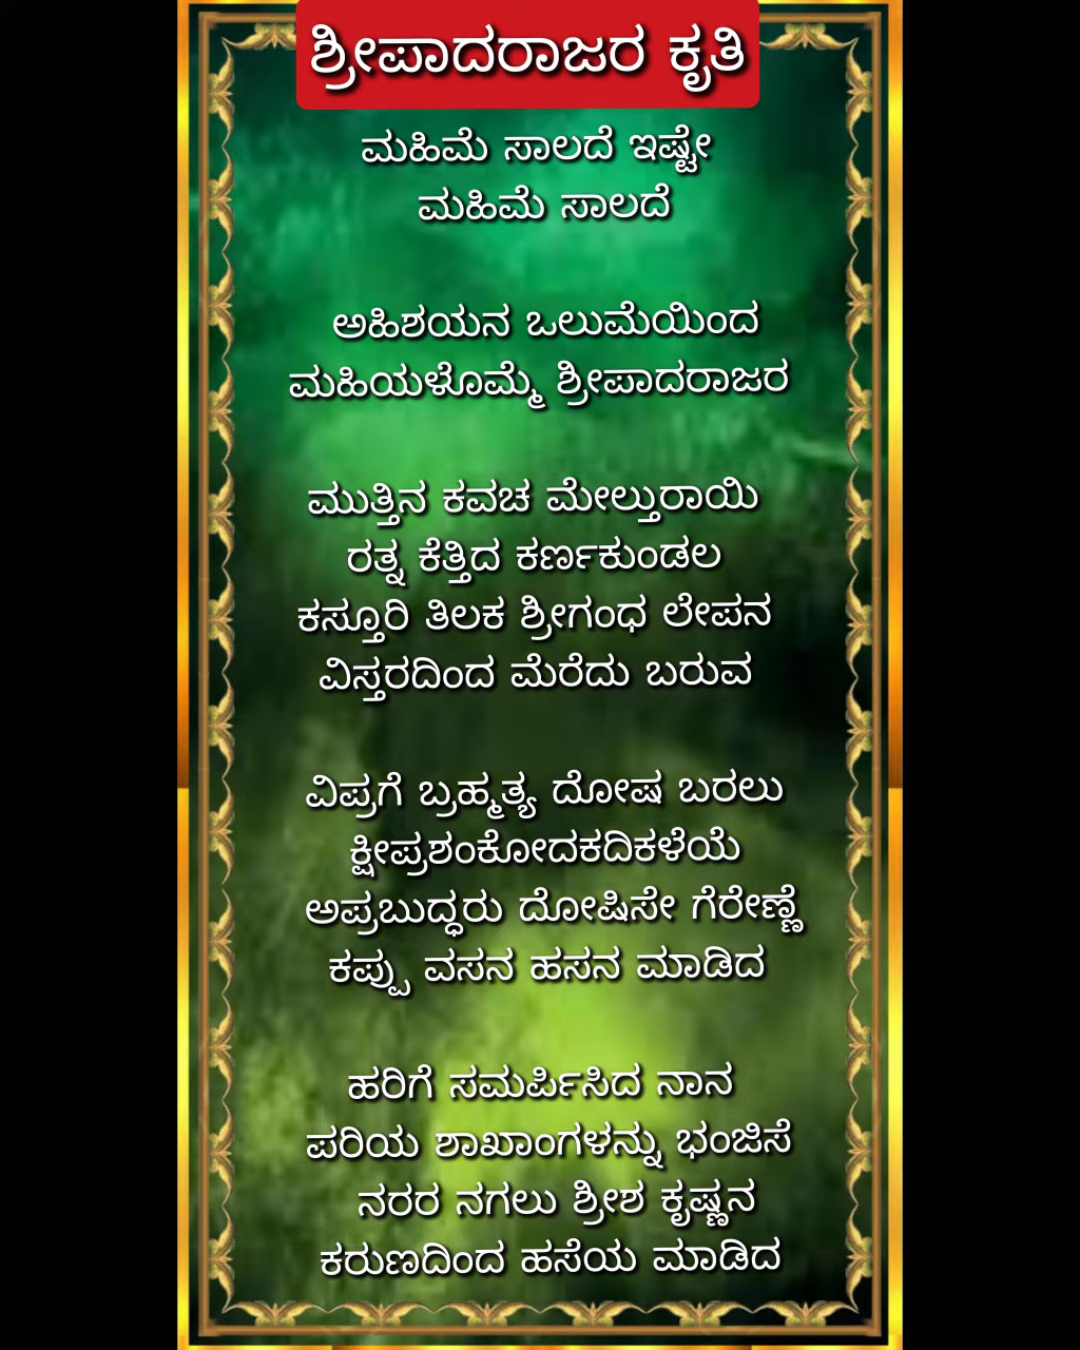 ಶ್ರೀಪಾದರಾಜರ ಕೃತಿ
ಮಹಿಮೆ ಸಾಲದೆ ಇಷ್ಟೇ
ಮಹಿಮೆ ಸಾಲದೆ
ಅಹಿಶಯನ ಒಲುಮೆಯಿಂದ
ಮಹಿಯಳೊಮ್ಮೆ ಶ್ರೀಪಾದರಾಜರ
ಮುತ್ತಿನ ಕವಚ ಮೇಲ್ತುರಾಯಿ
ರತ್ನ ಕೆತ್ತಿದ ಕರ್ಣಕುಂಡಲ
ಕಸ್ತೂರಿ ತಿಲಕ ಶ್ರೀಗಂಧ ಲೇಪನ
ವಿಸ್ತರದಿಂದ ಮೆರೆದು ಬರುವ
ವಿಪ್ರಗೆ ಬ್ರಹ್ಮತ್ಯ ದೋಷ ಬರಲು
ಕ್ಷೀಪ್ರಶಂಕೋದಕದಿಕಳೆಯೆ
ಅಪ್ರಬುದ್ಧರು ದೋಷಿಸೇ ಗೆರೇಣ್ಣೆ
ಕಪ್ಪು ವಸನ ಹಸನ ಮಾಡಿದ
ಹರಿಗೆ ಸಮರ್ಪಿಸಿದ ನಾನ
ಪರಿಯ ಶಾಖಾಂಗಳನ್ನು ಭಂಜಿಸೆ
ನರರ ನಗಲು ಶ್ರೀಶ ಕೃಷ್ಣನ
ಕರುಣದಿಂದ ಹಸೆಯ ಮಾಡಿದ